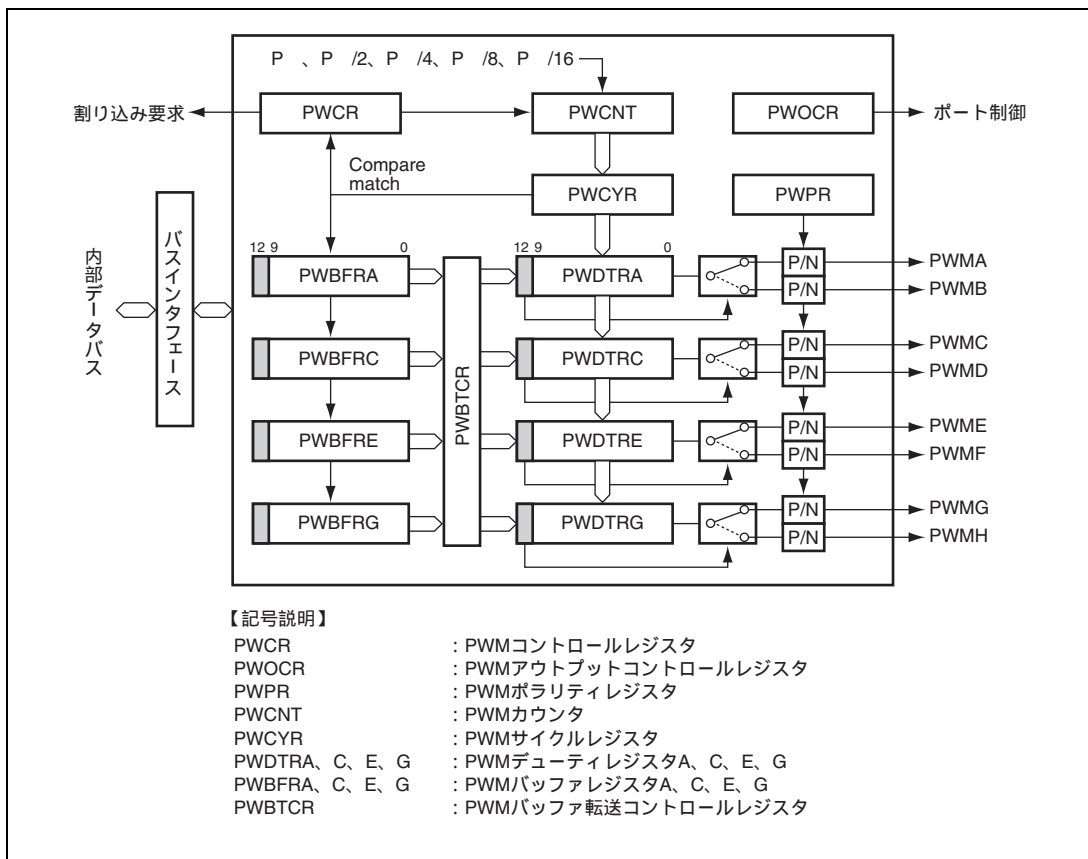 P 、P /2、P /4、P /8、P /16
割り込み要求
PWCR
PWCNT
PWOCR
ポート制御
Compare
match
PWCYR
PWPR
内部データバス
バスインタフェース
12 9 0
12 9 0
PWBFRA
PWDTRA
P/N
PWMA
P/N
PWMB
PWBTCR
PWBFRC
PWDTRC
P/N
PWMC
P/N
PWMD
PWBFRE
PWDTRE
P/N
PWME
P/N
PWMF
PWBFRG
PWDTRG
P/N
PWMG
P/N
PWMH
【記号説明】
PWCR : PWMコントロールレジスタ
PWOCR : PWMアウトプットコントロールレジスタ
PWPR : PWMポラリティレジスタ
PWCNT : PWMカウンタ
PWCYR : PWMサイクルレジスタ
PWDTRA、C、E、G : PWMデューティレジスタA、C、E、G
PWBFRA、C、E、G : PWMバッファレジスタA、C、E、G
PWBTCR : PWMバッファ転送コントロールレジスタ